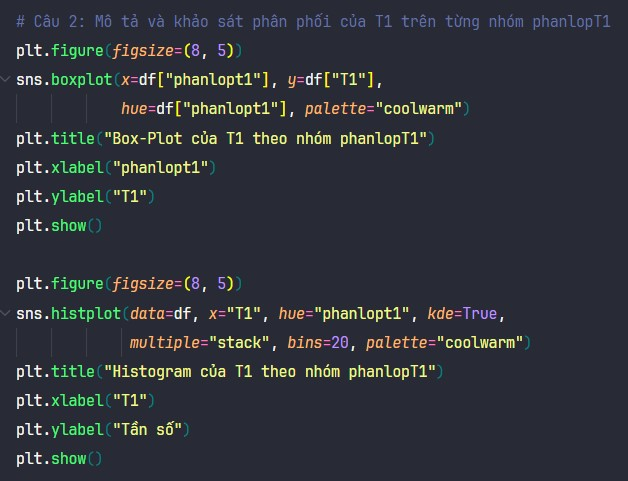 # Câu 2: Mô tả và khảo sát phân phối của T1 trên từng nhóm phanlopT1
plt.figure(figsize=(8, 5))
sns.boxplot(x=df["phanlopt1"], y=df["T1"],
hue=df["phanlopt1"], palette="coolwarm")
plt.title("Box-Plot của T1 theo nhóm phanlopT1")
plt.xlabel("phanlopt1")
plt.ylabel("T1")
plt.show()
plt.figure(figsize=(8, 5))
sns.histplot(data=df, x="T1", hue="phanlopt1", kde=True,
multiple="stack", bins=20, palette="coolwarm")
plt.title("Histogram của T1 theo nhóm phanlopT1")
plt.xlabel("T1")
plt.ylabel("Tần số")
plt.show()